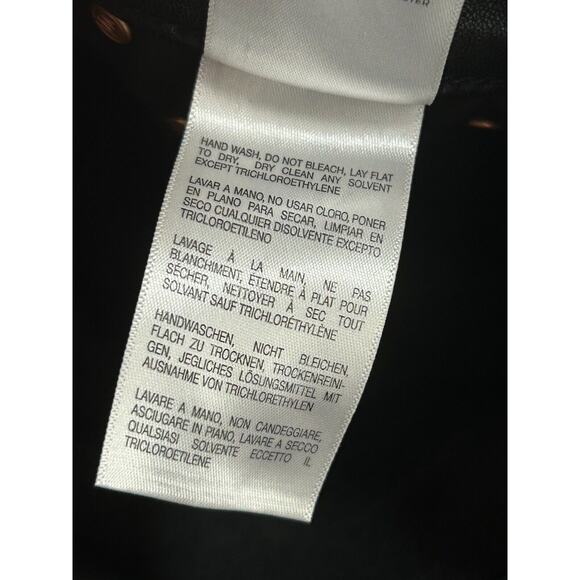 HAND WASH, DO NOT BLEACH, LAY FLAT
TO DRY, DRY CLEAN ANY SOLVENT
EXCEPT TRICHLOROETHYLENE
LAVAR A MANO, NO USAR CLORO, PONER
EN PLANO PARA SECAR, LIMPIAR EN
SECO CUALQUIER DISOLVENTE EXCEPTO
TRICLOROETILENO
LAVAGE À LA MAIN, NE PAS
BLANCHIMENT, ÉTENDRE À PLAT POUR
SÉCHER, NETTOYER À SEC TOUT
SOLVANT SAUF TRICHLORÉTHYLÈNE
HANDWASCHEN, NICHT BLEICHEN,
FLACH ZU TROCKNEN, TROCKENREINI-
GEN, JEGLICHES LÖSUNGSMITTEL MIT
AUSNAHME VON TRICHLORETHYLEN
LAVARE A MANO, NON CANDEGGIARE,
ASCIUGARE IN PIANO, LAVARE A SECCO
QUALSIASI SOLVENTE ECCETTO IL
TRICLOROETILENE